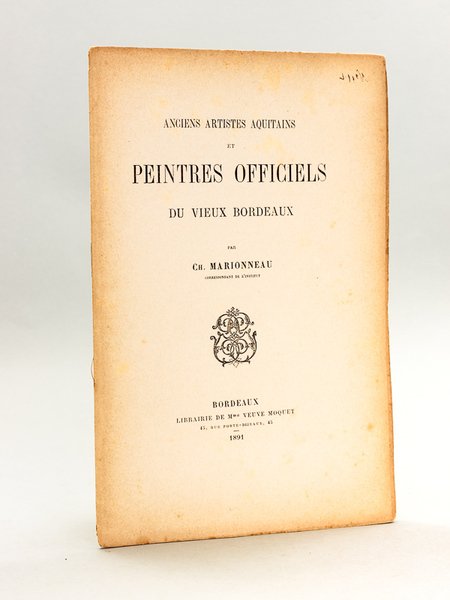 ANCIENS ARTISTES AQUITAINS
ET
PEINTRES OFFICIELS
DU VIEUX BORDEAUX
PAR
CH. MARIONNEAU
CORRESPONDANT DE L'INSTITUT
BORDEAUX
LIBRAIRIE DE Mme VEUVE MOQUET
45, RUE PORTE-DIJEAUX, 45
1891